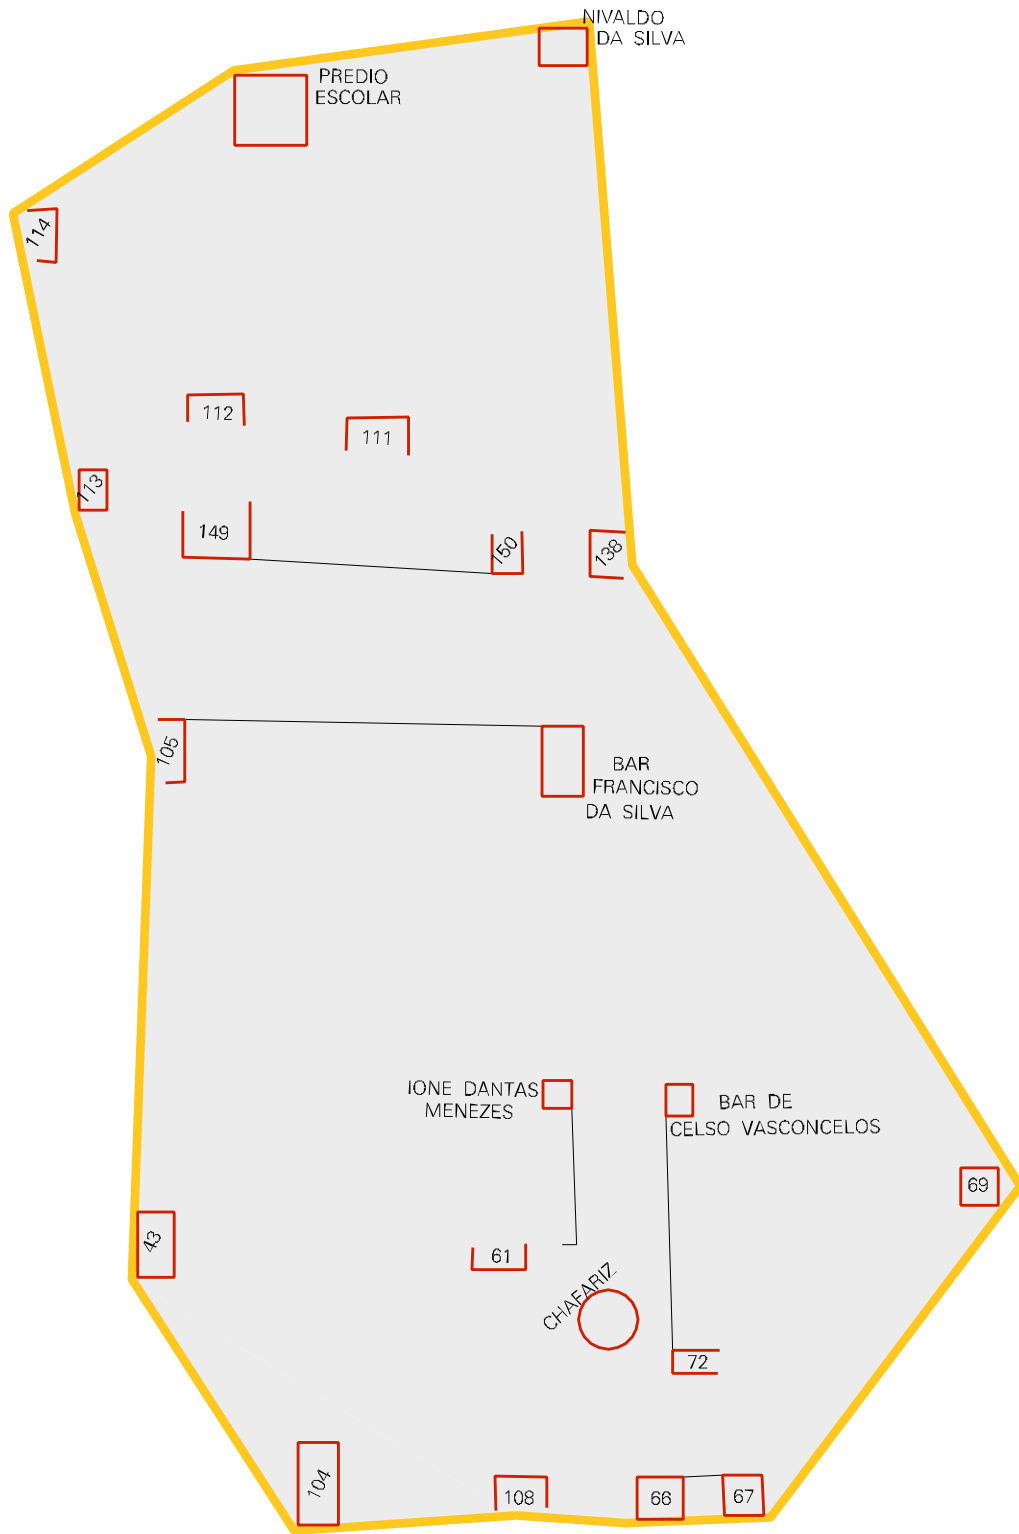 NIVALDO
DA SILVA
PREDIO
ESCOLAR
114
112
111
113
149
150
138
105
BAR
FRANCISCO
DA SILVA
IONE DANTAS
MENEZES
BAR DE
CELSO VASCONCELOS
69
43
61
CHAFARIZ
72
104
108
66
67